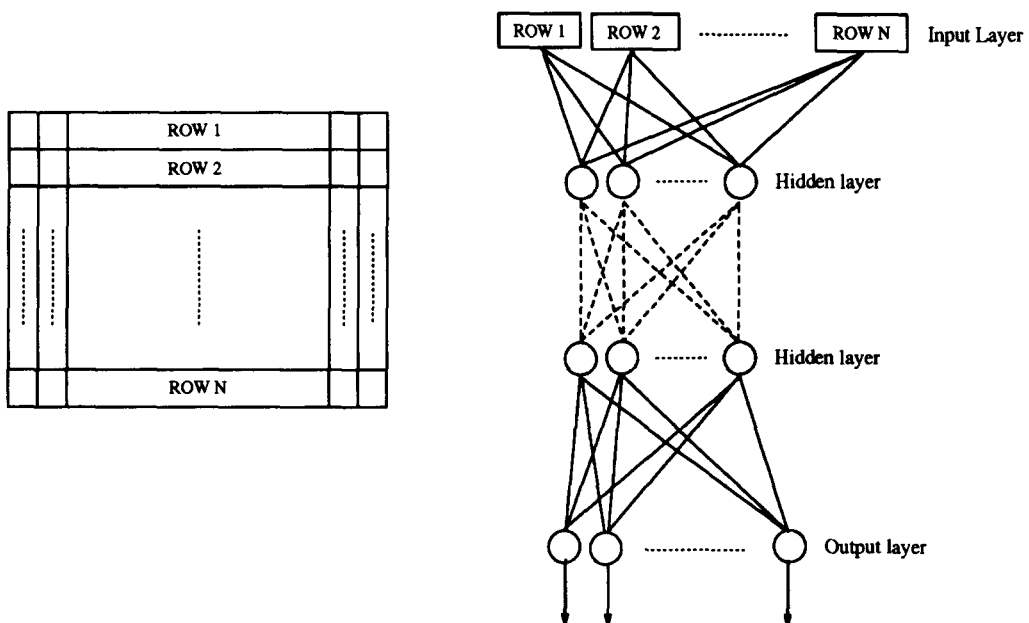 ROW 1
ROW 2
ROW N
ROW 1 ROW 2 ROW N Input Layer
Hidden layer
Hidden layer
Output layer